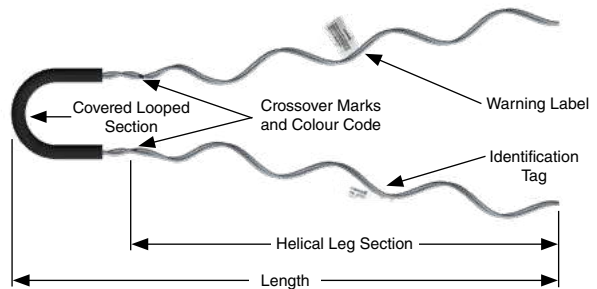 Warning Label
Covered Looped
Section
Crossover Marks
and Colour Code
Identification
Tag
Helical Leg Section
Length